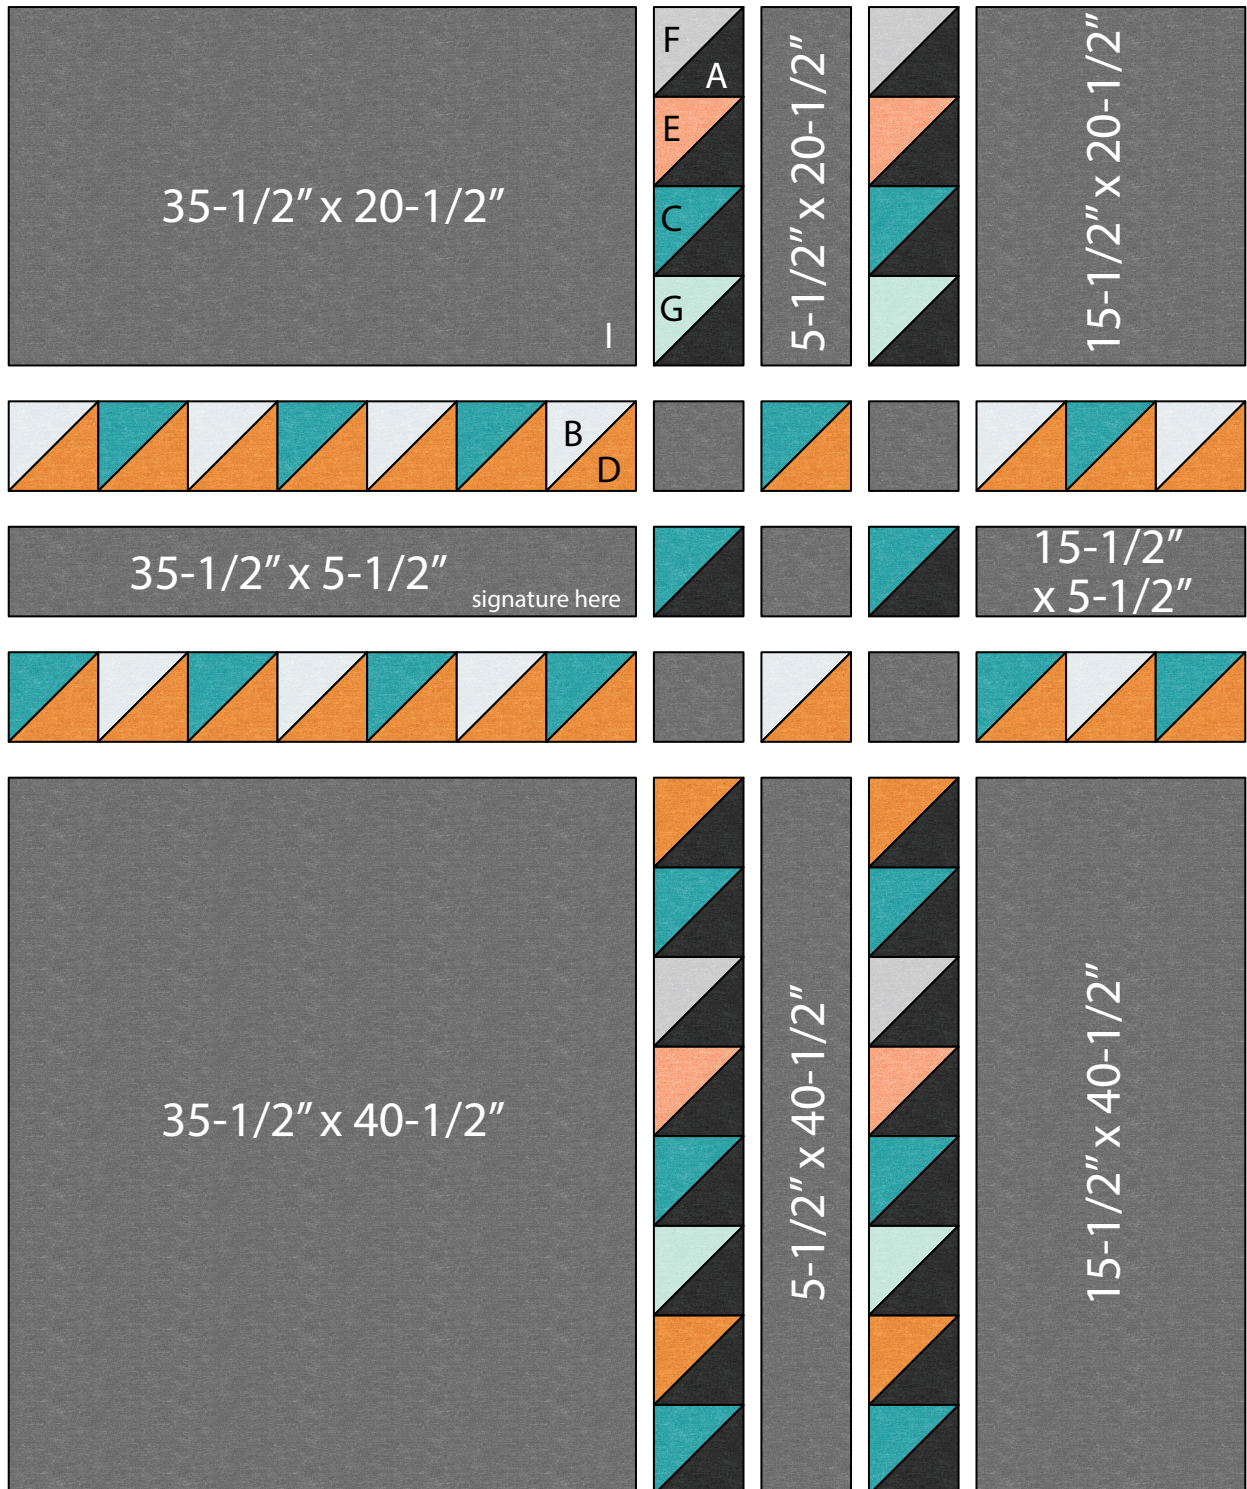 35-1/2” x 20-1/2”
I
F
A
E
C
G
5-1/2” x 20-1/2”
15-1/2” x 20-1/2”
B
D
35-1/2” x 5-1/2”
signature here
15-1/2”
x 5-1/2”
35-1/2” x 40-1/2”
5-1/2” x 40-1/2”
15-1/2” x 40-1/2”